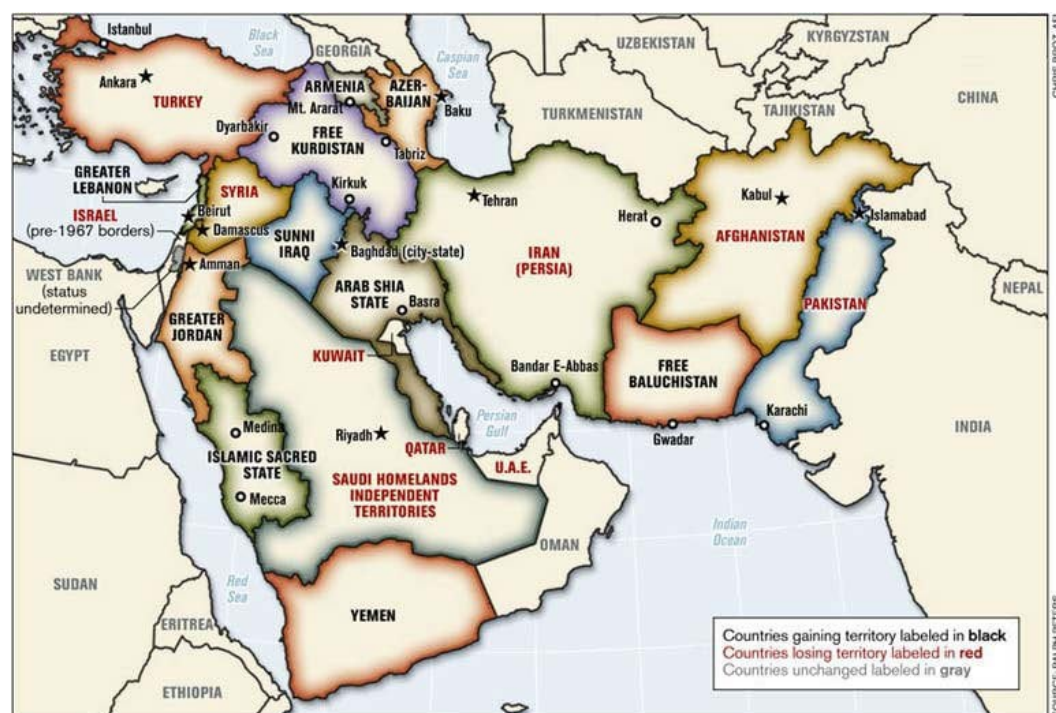 Istanbul
Black
Sea
GEORGIA
Caspian
Sea
UZBEKISTAN
KYRGYZSTAN
Ankara
TURKEY
ARMENIA
Mt. Ararat
AZER-
BAIJAN
Baku
TURKMENISTAN
TAJIKISTAN
CHINA
Dyarbakir
FREE
KURDISTAN
Tabriz
GREATER
LEBANON
SYRIA
Kirkuk
Tehran
Herat
Kabul
Islamabad
ISRAEL
(pre-1967 borders)
Beirut
Damascus
SUNNI
IRAQ
Baghdad (city-state)
IRAN
(PERSIA)
AFGHANISTAN
WEST BANK
(status
undetermined)
Amman
ARAB SHIA
STATE
Basra
PAKISTAN
NEPAL
GREATER
JORDAN
EGYPT
KUWAIT
Bandar E-Abbas
FREE
BALUCHISTAN
Karachi
Medina
Riyadh
Persian
Gulf
Gwadar
INDIA
ISLAMIC SACRED
STATE
Mecca
QATAR
U.A.E.
SAUDI HOMELANDS
INDEPENDENT
TERRITORIES
OMAN
Indian
Ocean
SUDAN
Red
Sea
YEMEN
ERITREA
ETHIOPIA
Countries gaining territory labeled in black
Countries losing territory labeled in red
Countries unchanged labeled in gray
SOURCE: RALPH PETERS